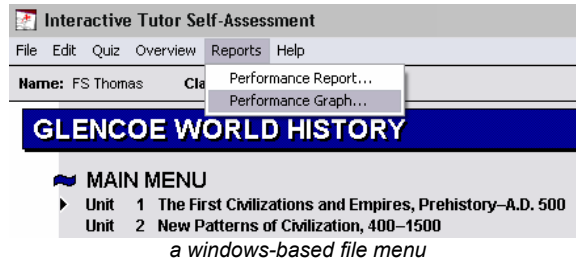 Interactive Tutor Self-Assessment
File Edit Quiz Overview Reports Help
Name: FS Thomas Cla
Performance Report...
Performance Graph...
GLENCOE WORLD HISTORY
MAIN MENU
Unit 1 The First Civilizations and Empires, Prehistory–A.D. 500
Unit 2 New Patterns of Civilization, 400–1500
a windows-based file menu